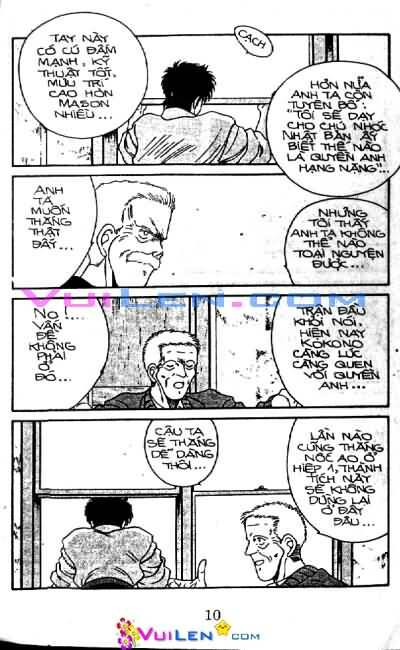 TAY NÀY
CÓ CÚ ĐẤM
MẠNH, KỸ
THUẬT TỐT,
MƯU TRÍ
CAO HƠN
MASON
NHIỀU...
CẠCH
HƠN NỮA
ANH TA CÒN
"TUYÊN BỐ":
"TÔI SẼ DẠY
CHO CHÚ NHÓC
NHẬT BẢN ẤY
BIẾT THẾ NÀO
LÀ QUYỀN ANH
HẠNG NẶNG"...
ANH
TA
MUỐN
THẮNG
THẬT
ĐẤY...
NHƯNG
TÔI THẤY
ANH TA KHÔNG
THỂ NÀO
TOẠI NGUYỆN
ĐƯỢC...
VuiLen.com
NO!...
VẤN
ĐỀ
KHÔNG
PHẢI
Ở
ĐÓ...
TRẬN ĐẤU
KHỎI NÓI.
HIỆN NAY
KOKONO
CÀNG LÚC
CÀNG QUEN
VỚI QUYỀN
ANH...
CẬU TA
SẼ THẮNG
DỄ DÀNG
THÔI...
LẦN NÀO
CŨNG THẮNG
NỐC AO Ở
HIỆP 1, THÀNH
TÍCH NÀY
SẼ KHÔNG
DỪNG LẠI
Ở ĐÂY
ĐÂU...
10
VuiLen